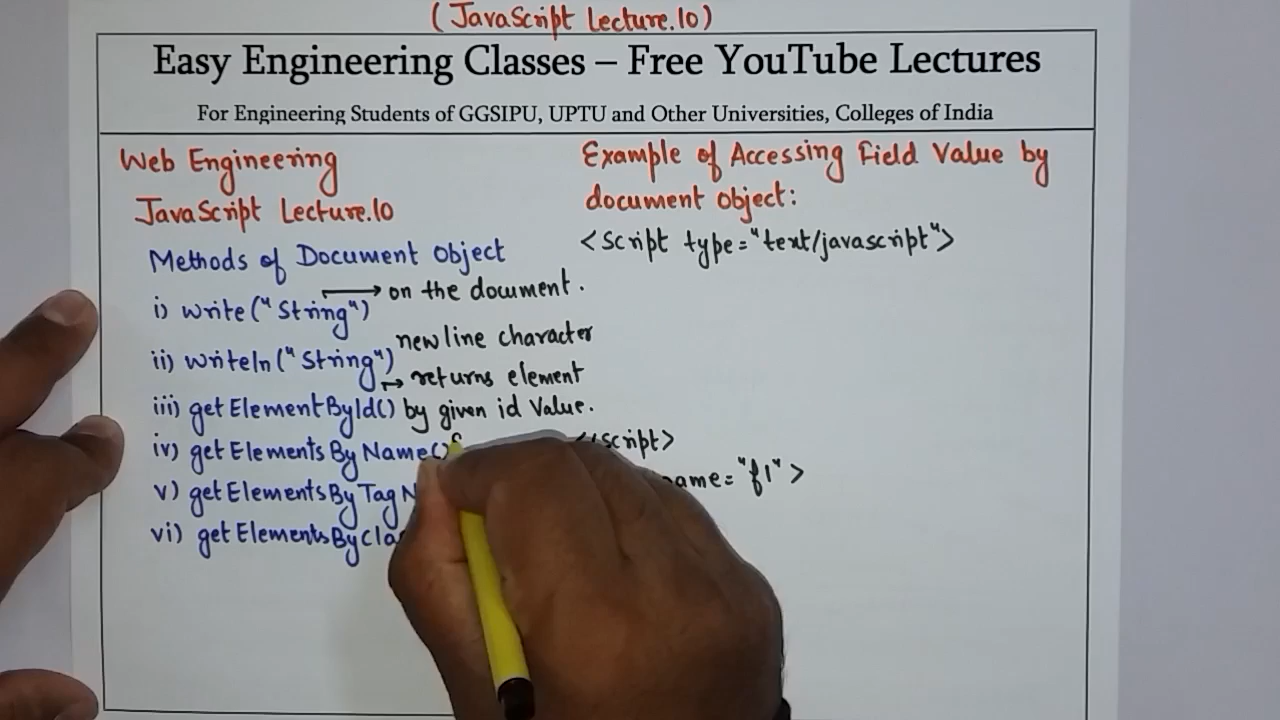 (JavaScript Lecture.10)
Easy Engineering Classes – Free YouTube Lectures
For Engineering Students of GGSIPU, UPTU and Other Universities, Colleges of India
Web Engineering
JavaScript Lecture.10
Methods of Document Object
i) write("String") → on the document.
ii) writeln("String") newline character
iii) getElementById() → returns element
by given id Value.
iv) getElementsByName()
v) getElementsByTag
vi) getElementsByCla
Example of Accessing Field Value by
document object:
<script type="text/javascript">
script>
name="f1">